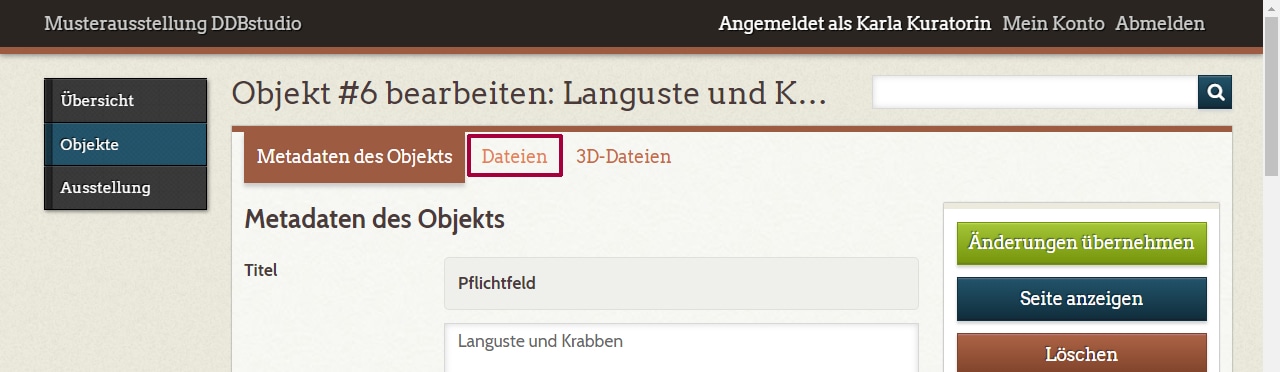 Musterausstellung DDBstudio
Angemeldet als Karla Kuratorin Mein Konto Abmelden
Übersicht
Objekte
Ausstellung
Objekt #6 bearbeiten: Languste und K...
Metadaten des Objekts Dateien 3D-Dateien
Metadaten des Objekts
Titel
Pflichtfeld
Languste und Krabben
Änderungen übernehmen
Seite anzeigen
Löschen